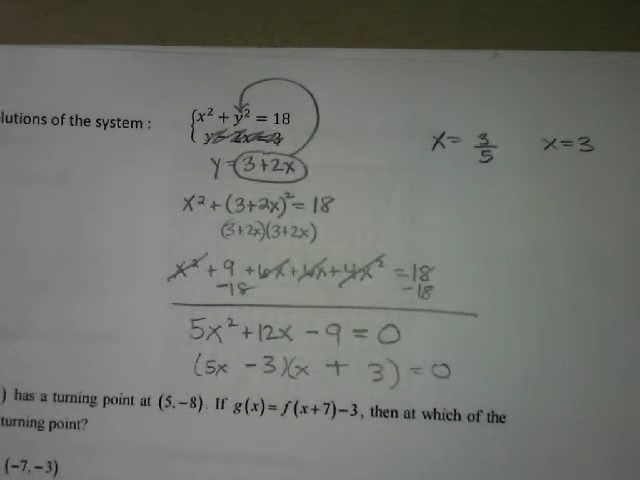 lutions of the system :
x² + y² = 18
y = 3+2x
x = 3/5 x = 3
x² + (3+2x)² = 18
(3+2x)(3+2x)
x² + 9 + 6x + 6x + 4x² = 18
-18 -18
5x² + 12x - 9 = 0
(5x - 3)(x + 3) = 0
) has a turning point at (5,-8). If g(x) = f(x+7)-3, then at which of the
turning point?
(-7,-3)